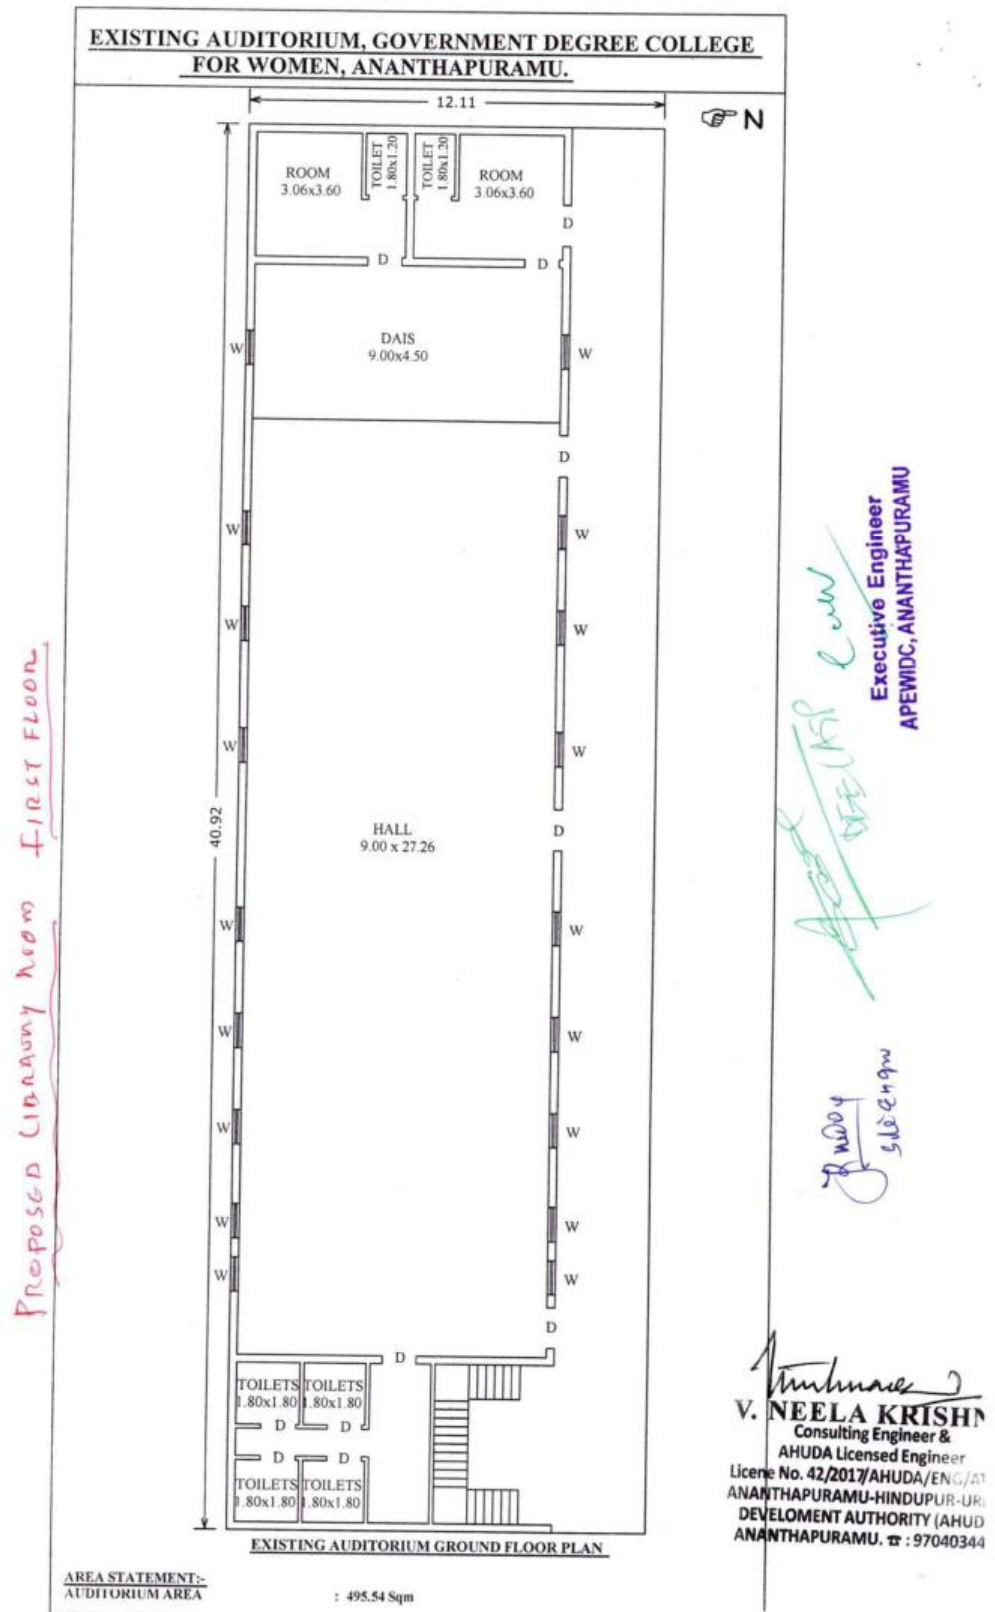 EXISTING AUDITORIUM, GOVERNMENT DEGREE COLLEGE
FOR WOMEN, ANANTHAPURAMU.
12.11
N
ROOM
3.06x3.60
TOILET
1.80x1.20
TOILET
1.80x1.20
ROOM
3.06x3.60
D
D
D
DAIS
9.00x4.50
W
W
D
W
W
W
W
W
W
40.92
HALL
9.00 x 27.26
D
W
W
W
W
W
W
W
W
W
W
D
D
TOILETS
1.80x1.80
TOILETS
1.80x1.80
D
D
D
D
TOILETS
1.80x1.80
TOILETS
1.80x1.80
EXISTING AUDITORIUM GROUND FLOOR PLAN
AREA STATEMENT:-
AUDITORIUM AREA : 495.54 Sqm
PROPOSED LIBRARUY ROOM FIRST FLOOR
Executive Engineer
APEWIDC, ANANTHAPURAMU
V. NEELA KRISHN
Consulting Engineer &
AHUDA Licensed Engineer
Licene No. 42/2017/AHUDA/ENG/AT
ANANTHAPURAMU-HINDUPUR-UR
DEVELOMENT AUTHORITY (AHUD
ANANTHAPURAMU. ☎ : 97040344